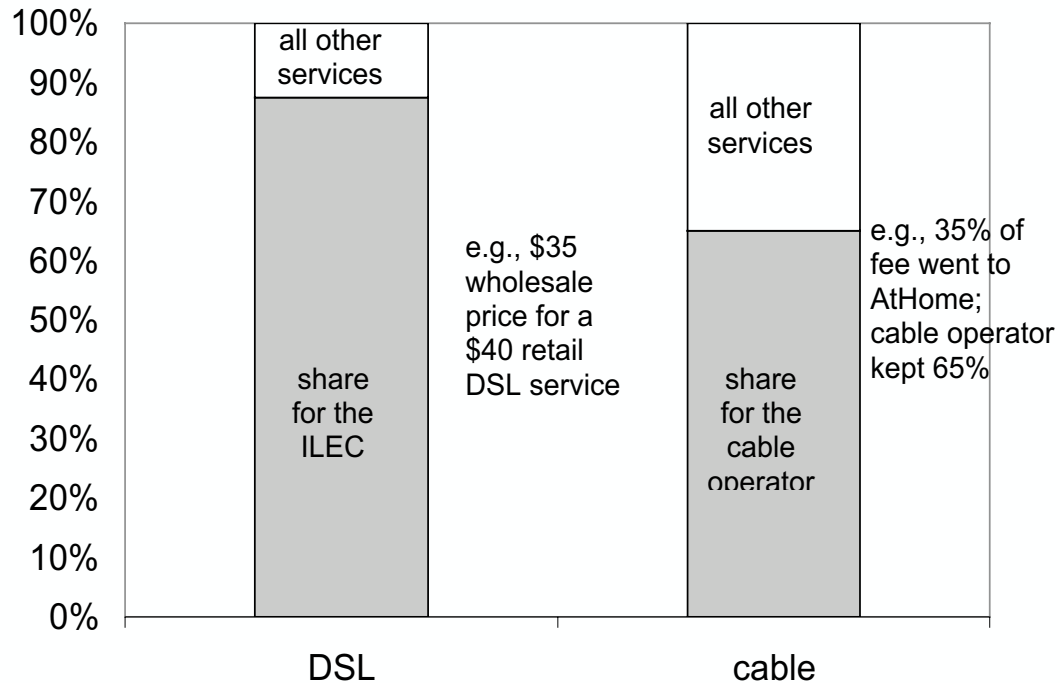 100%
90%
80%
70%
60%
50%
40%
30%
20%
10%
0%
all other
services
share
for the
ILEC
e.g., $35
wholesale
price for a
$40 retail
DSL service
all other
services
share
for the
cable
operator
e.g., 35% of
fee went to
AtHome;
cable operator
kept 65%
DSL
cable